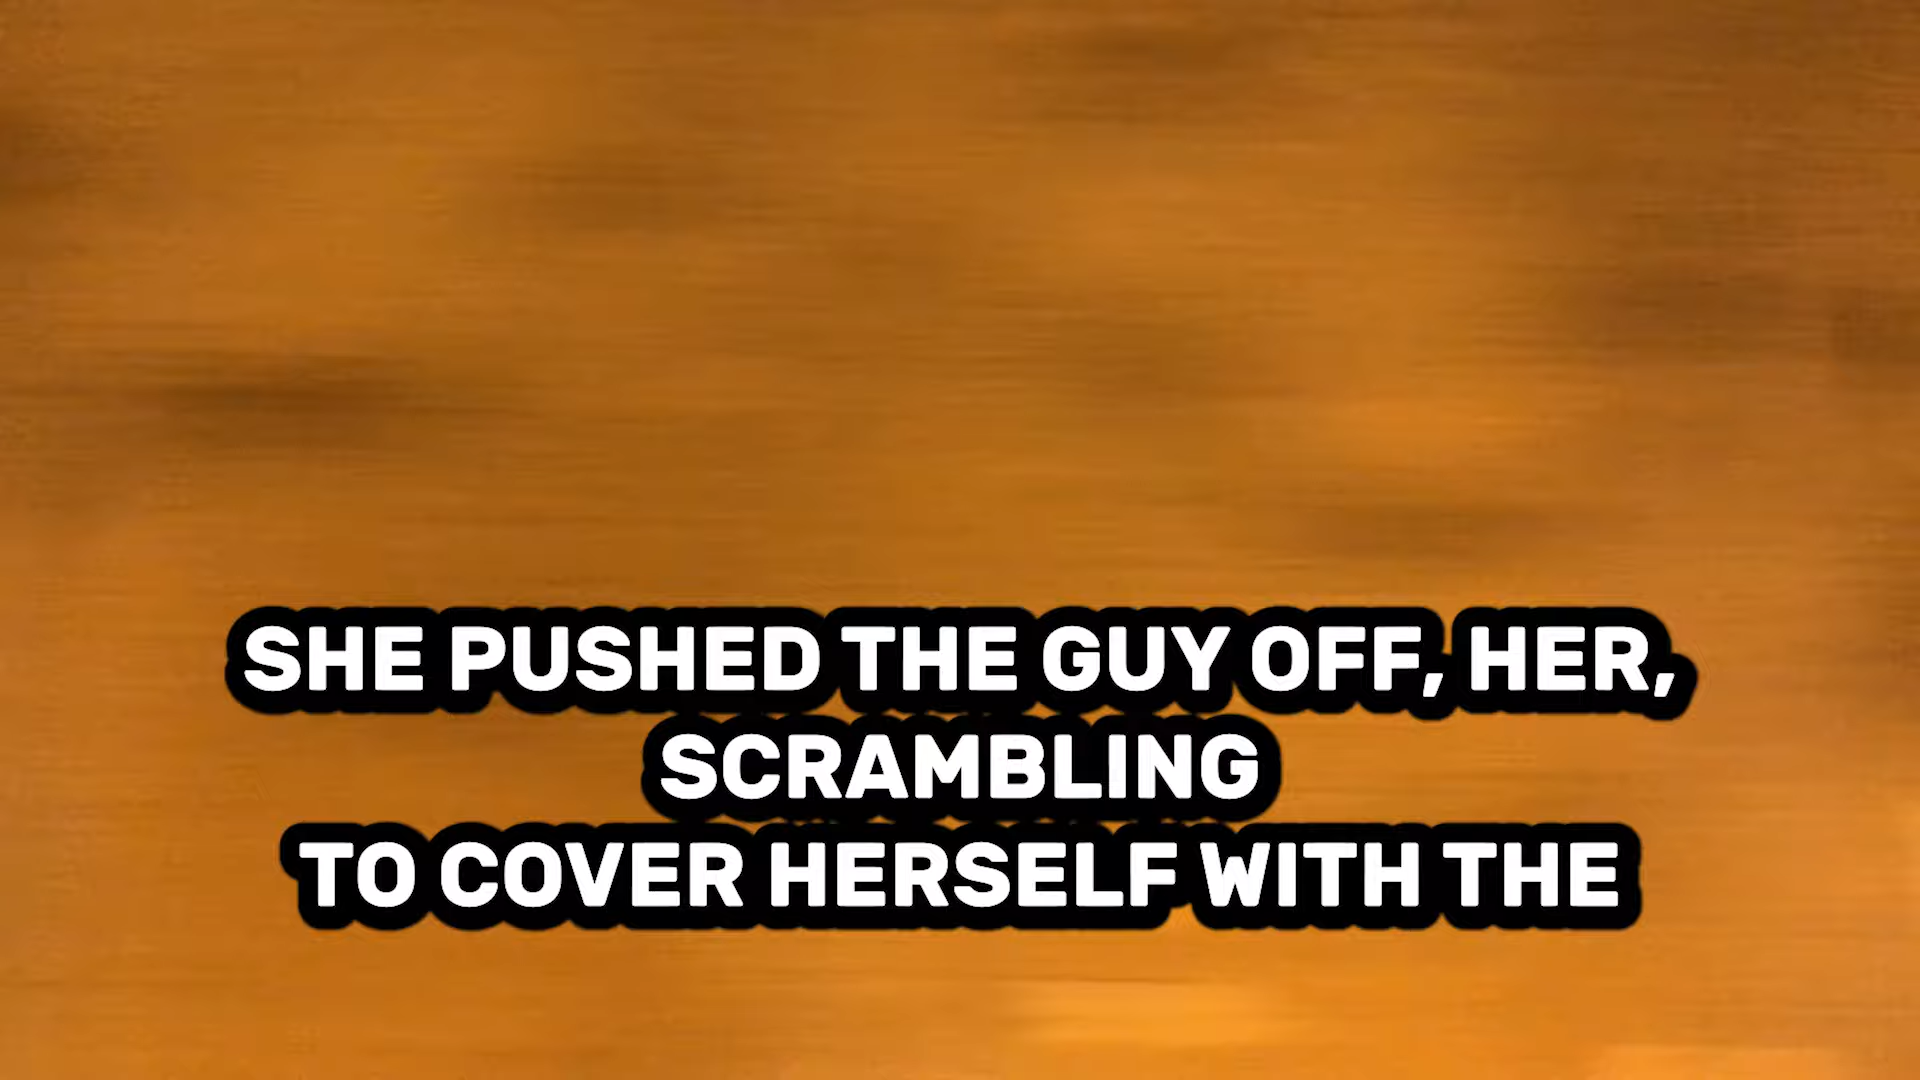 SHE PUSHED THE GUY OFF, HER,
SCRAMBLING
TO COVER HERSELF WITH THE